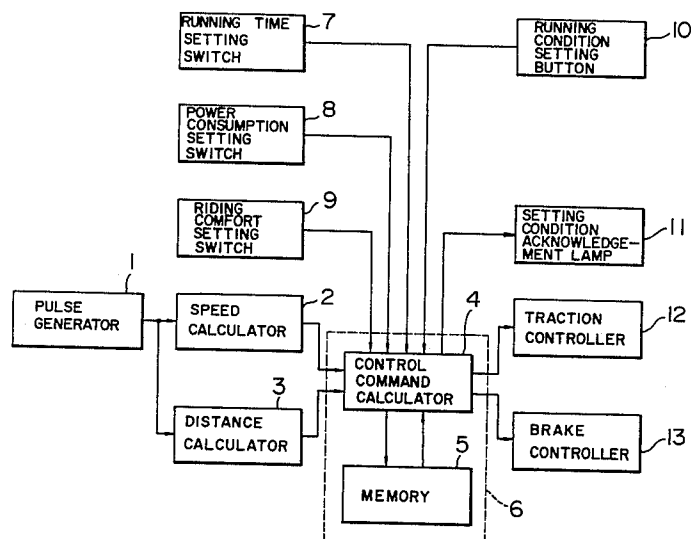 RUNNING TIME
SETTING
SWITCH
7
RUNNING
CONDITION
SETTING
BUTTON
10
POWER
CONSUMPTION
SETTING
SWITCH
8
RIDING
COMFORT
SETTING
SWITCH
9
SETTING
CONDITION
ACKNOWLEDGE-
MENT LAMP
11
PULSE
GENERATOR
1
SPEED
CALCULATOR
2
CONTROL
COMMAND
CALCULATOR
4
TRACTION
CONTROLLER
12
DISTANCE
CALCULATOR
3
BRAKE
CONTROLLER
13
MEMORY
5
6